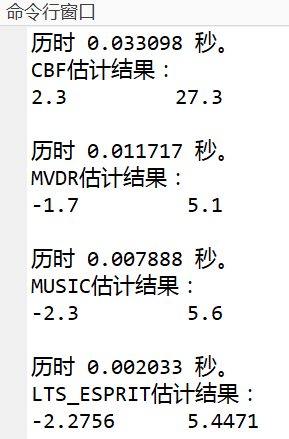 命令行窗口
历时 0.033098 秒。
CBF估计结果：
2.3 27.3
历时 0.011717 秒。
MVDR估计结果：
-1.7 5.1
历时 0.007888 秒。
MUSIC估计结果：
-2.3 5.6
历时 0.002033 秒。
LTS_ESPRIT估计结果：
-2.2756 5.4471